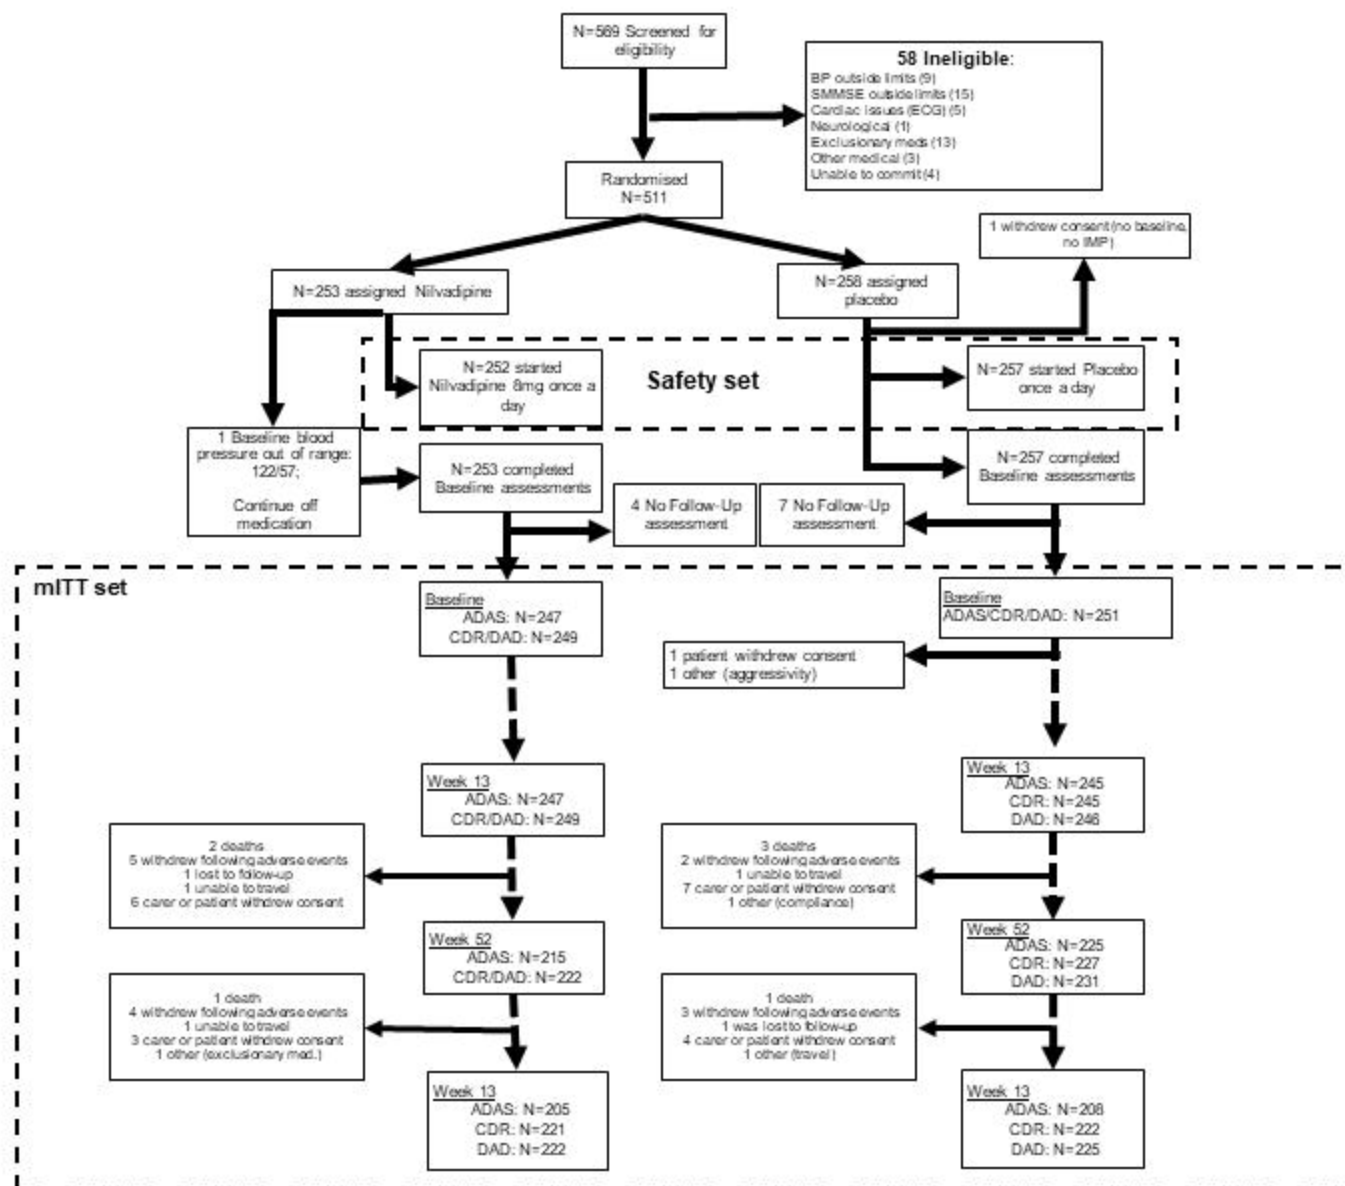 N=569 Screened for
eligibility
58 Ineligible:
BP outside limits (9)
SMMSE outside limits (15)
Cardiac issues (ECG) (5)
Neurological (1)
Exclusionary meds (13)
Other medical (3)
Unable to commit (4)
Randomised
N=511
1 withdrew consent (no baseline,
no IMP)
N=253 assigned Nilvadipine
N=258 assigned
placebo
N=252 started
Nilvadipine 8mg once a
day
Safety set
N=257 started Placebo
once a day
1 Baseline blood
pressure out of range:
122/57;
Continue off
medication
N=253 completed
Baseline assessments
N=257 completed
Baseline assessments
4 No Follow-Up
assessment
7 No Follow-Up
assessment
mITT set
Baseline
ADAS: N=247
CDR/DAD: N=249
Baseline
ADAS/CDR/DAD: N=251
1 patient withdrew consent
1 other (aggressivity)
Week 13
ADAS: N=247
CDR/DAD: N=249
Week 13
ADAS: N=245
CDR: N=245
DAD: N=246
2 deaths
5 withdrew following adverse events
1 lost to follow-up
1 unable to travel
6 carer or patient withdrew consent
3 deaths
2 withdrew following adverse events
1 unable to travel
7 carer or patient withdrew consent
1 other (compliance)
Week 52
ADAS: N=215
CDR/DAD: N=222
Week 52
ADAS: N=225
CDR: N=227
DAD: N=231
1 death
4 withdrew following adverse events
1 unable to travel
3 carer or patient withdrew consent
1 other (exclusionary med.)
1 death
3 withdrew following adverse events
1 was lost to follow-up
4 carer or patient withdrew consent
1 other (travel)
Week 13
ADAS: N=205
CDR: N=221
DAD: N=222
Week 13
ADAS: N=208
CDR: N=222
DAD: N=225